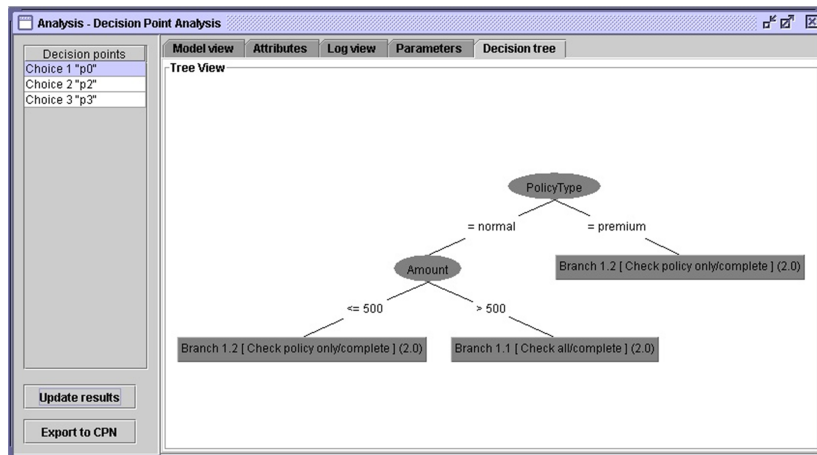 Analysis - Decision Point Analysis
Decision points
Choice 1 "p0"
Choice 2 "p2"
Choice 3 "p3"
Update results
Export to CPN
Model view Attributes Log view Parameters Decision tree
Tree View
PolicyType
= normal = premium
Amount Branch 1.2 [ Check policy only/complete ] (2.0)
<= 500 > 500
Branch 1.2 [ Check policy only/complete ] (2.0) Branch 1.1 [ Check all/complete ] (2.0)